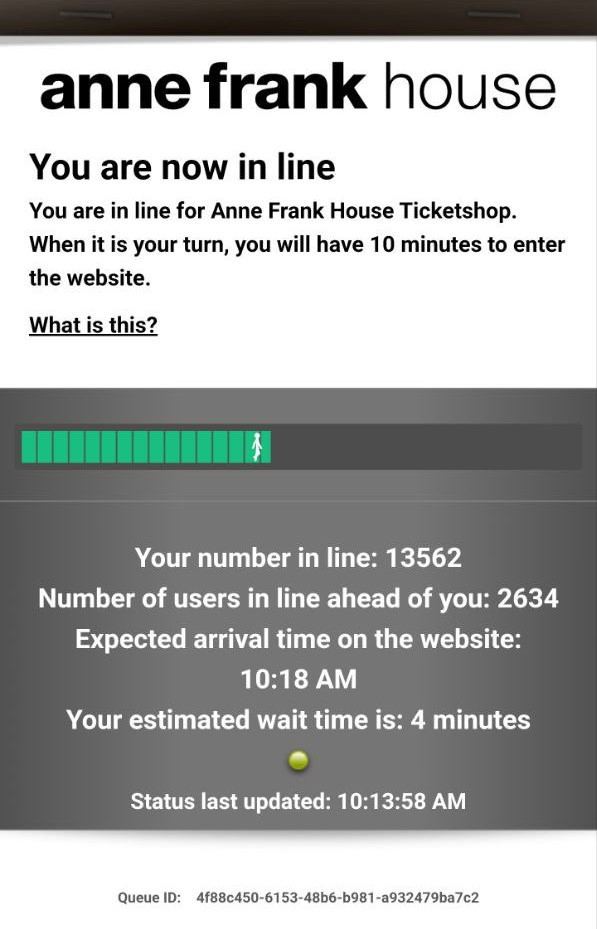 anne frank house
You are now in line
You are in line for Anne Frank House Ticketshop.
When it is your turn, you will have 10 minutes to enter
the website.
What is this?
Your number in line: 13562
Number of users in line ahead of you: 2634
Expected arrival time on the website:
10:18 AM
Your estimated wait time is: 4 minutes
Status last updated: 10:13:58 AM
Queue ID: 4f88c450-6153-48b6-b981-a932479ba7c2